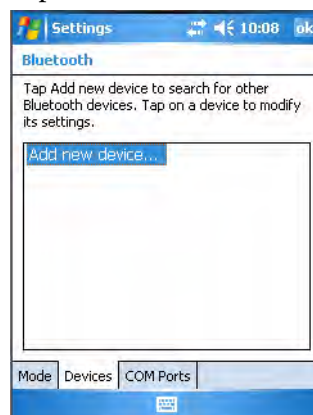 Settings 10:08 ok
Bluetooth
Tap Add new device to search for other
Bluetooth devices. Tap on a device to modify
its settings.
Add new device...
Mode Devices COM Ports